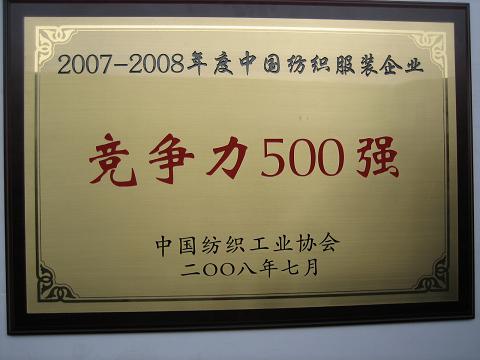 2007-2008年度中国纺织服装企业
竞争力500强
中国纺织工业协会
二〇〇八年七月